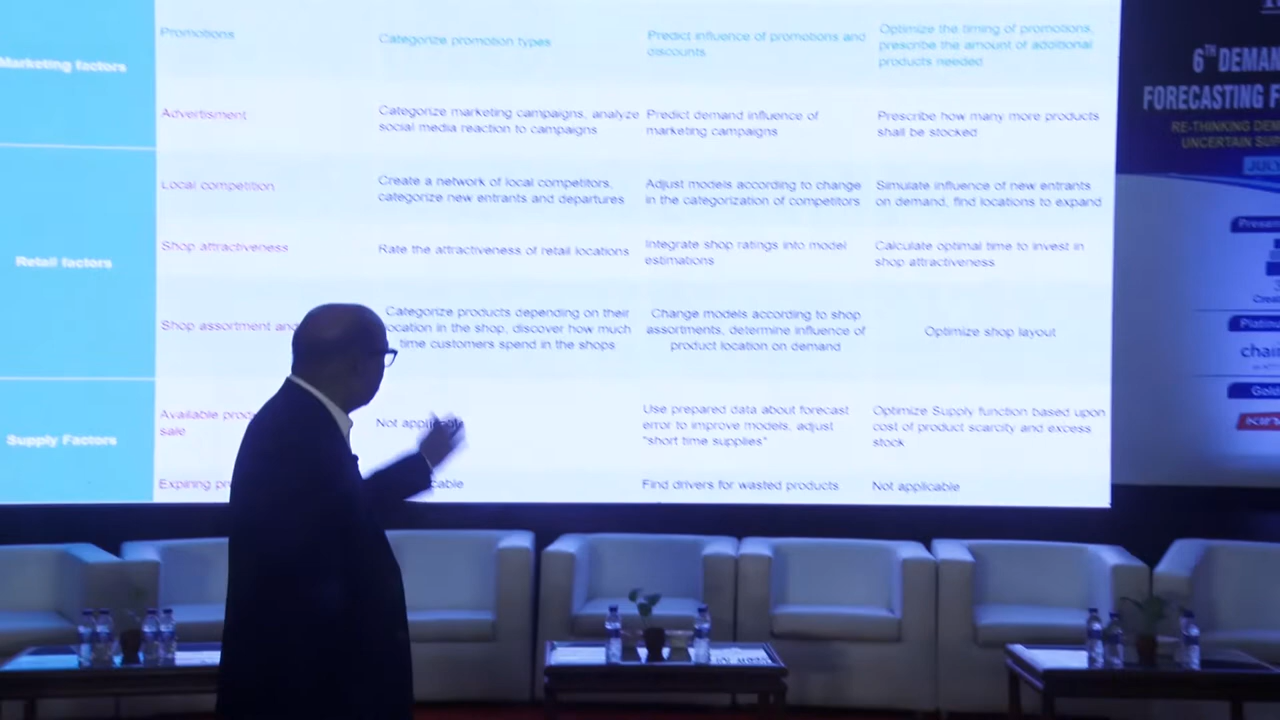 Marketing factors
Promotions
Categorize promotion types
Predict influence of promotions and
discounts
Optimize the timing of promotions,
prescribe the amount of additional
products needed
Advertisment
Categorize marketing campaigns, analyze
social media reaction to campaigns
Predict demand influence of
marketing campaigns
Prescribe how many more products
shall be stocked
Retail factors
Local competition
Create a network of local competitors,
categorize new entrants and departures
Adjust models according to change
in the categorization of competitors
Simulate influence of new entrants
on demand, find locations to expand
Shop attractiveness
Rate the attractiveness of retail locations
Integrate shop ratings into model
estimations
Calculate optimal time to invest in
shop attractiveness
Shop assortment and
Categorize products depending on their
location in the shop, discover how much
time customers spend in the shops
Change models according to shop
assortments, determine influence of
product location on demand
Optimize shop layout
Supply Factors
Available
sale
Not applicable
Use prepared data about forecast
error to improve models, adjust
"short time supplies"
Optimize Supply function based upon
cost of product scarcity and excess
stock
Expiring
Find drivers for wasted products
Not applicable
6TH
FORECASTING
RE-THINKING
UNCERTAIN